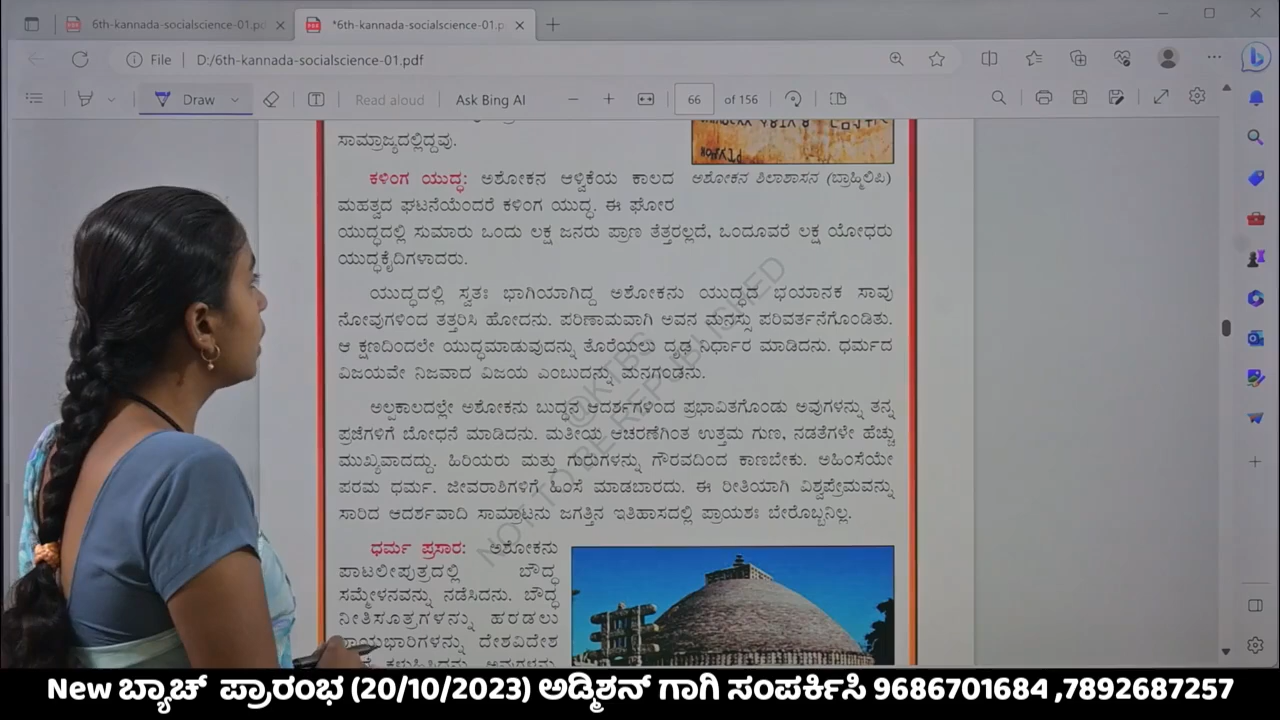 6th-kannada-socialscience-01.pd
*6th-kannada-socialscience-01.p
File D:/6th-kannada-socialscience-01.pdf
Draw Read aloud Ask Bing AI 66 of 156
ಸಾಮ್ರಾಜ್ಯದಲ್ಲಿದ್ದವು.
ಕಳಿಂಗ ಯುದ್ಧ: ಅಶೋಕನ ಆಳ್ವಿಕೆಯ ಕಾಲದ
ಅಶೋಕನ ಶಿಲಾಶಾಸನ (ಬ್ರಾಹ್ಮಿಲಿಪಿ)
ಮಹತ್ವದ ಘಟನೆಯೆಂದರೆ ಕಳಿಂಗ ಯುದ್ಧ. ಈ ಘೋರ
ಯುದ್ಧದಲ್ಲಿ ಸುಮಾರು ಒಂದು ಲಕ್ಷ ಜನರು ಪ್ರಾಣ ತೆತ್ತರಲ್ಲದೆ, ಒಂದೂವರೆ ಲಕ್ಷ ಯೋಧರು
ಯುದ್ಧಕೈದಿಗಳಾದರು.
ಯುದ್ಧದಲ್ಲಿ ಸ್ವತಃ ಭಾಗಿಯಾಗಿದ್ದ ಅಶೋಕನು ಯುದ್ಧದ ಭಯಾನಕ ಸಾವು
ನೋವುಗಳಿಂದ ತತ್ತರಿಸಿ ಹೋದನು. ಪರಿಣಾಮವಾಗಿ ಅವನ ಮನಸ್ಸು ಪರಿವರ್ತನೆಗೊಂಡಿತು.
ಆ ಕ್ಷಣದಿಂದಲೇ ಯುದ್ಧಮಾಡುವುದನ್ನು ತೊರೆಯಲು ದೃಢ ನಿರ್ಧಾರ ಮಾಡಿದನು. ಧರ್ಮದ
ವಿಜಯವೇ ನಿಜವಾದ ವಿಜಯ ಎಂಬುದನ್ನು ಮನಗಂಡನು.
ಅಲ್ಪಕಾಲದಲ್ಲೇ ಅಶೋಕನು ಬುದ್ಧನ ಆದರ್ಶಗಳಿಂದ ಪ್ರಭಾವಿತಗೊಂಡು ಅವುಗಳನ್ನು ತನ್ನ
ಪ್ರಜೆಗಳಿಗೆ ಬೋಧನೆ ಮಾಡಿದನು. ಮತೀಯ ಆಚರಣೆಗಿಂತ ಉತ್ತಮ ಗುಣ, ನಡತೆಗಳೇ ಹೆಚ್ಚು
ಮುಖ್ಯವಾದದ್ದು. ಹಿರಿಯರು ಮತ್ತು ಗುರುಗಳನ್ನು ಗೌರವದಿಂದ ಕಾಣಬೇಕು. ಅಹಿಂಸೆಯೇ
ಪರಮ ಧರ್ಮ. ಜೀವರಾಶಿಗಳಿಗೆ ಹಿಂಸೆ ಮಾಡಬಾರದು. ಈ ರೀತಿಯಾಗಿ ವಿಶ್ವಪ್ರೇಮವನ್ನು
ಸಾರಿದ ಆದರ್ಶವಾದಿ ಸಾಮ್ರಾಟನು ಜಗತ್ತಿನ ಇತಿಹಾಸದಲ್ಲಿ ಪ್ರಾಯಶಃ ಬೇರೊಬ್ಬನಿಲ್ಲ.
@KTBS
NOT TO BE REPUBLISHED
ಧರ್ಮ ಪ್ರಸಾರ: ಅಶೋಕನು
ಪಾಟಲೀಪುತ್ರದಲ್ಲಿ ಬೌದ್ಧ
ಸಮ್ಮೇಳನವನ್ನು ನಡೆಸಿದನು. ಬೌದ್ಧ
ನೀತಿಸೂತ್ರಗಳನ್ನು ಹರಡಲು
ರಾಯಭಾರಿಗಳನ್ನು ದೇಶವಿದೇಶ
New ಬ್ಯಾಚ್ ಪ್ರಾರಂಭ (20/10/2023) ಅಡ್ಮಿಶನ್ ಗಾಗಿ ಸಂಪರ್ಕಿಸಿ 9686701684 ,7892687257